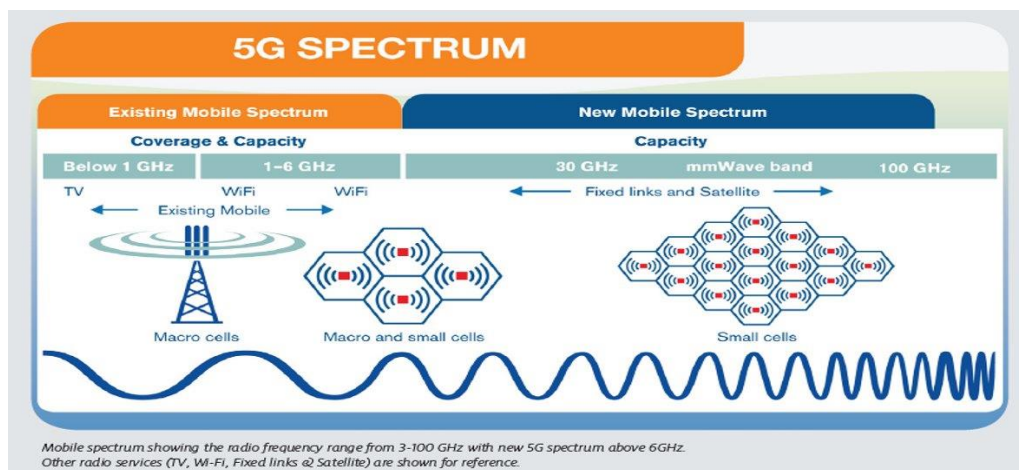 5G SPECTRUM
Existing Mobile Spectrum
New Mobile Spectrum
Coverage & Capacity
Capacity
Below 1 GHz
1–6 GHz
30 GHz
mmWave band
100 GHz
TV
WiFi
WiFi
Fixed links and Satellite
Existing Mobile
Macro cells
Macro and small cells
Small cells
Mobile spectrum showing the radio frequency range from 3-100 GHz with new 5G spectrum above 6GHz.
Other radio services (TV, Wi-Fi, Fixed links & Satellite) are shown for reference.